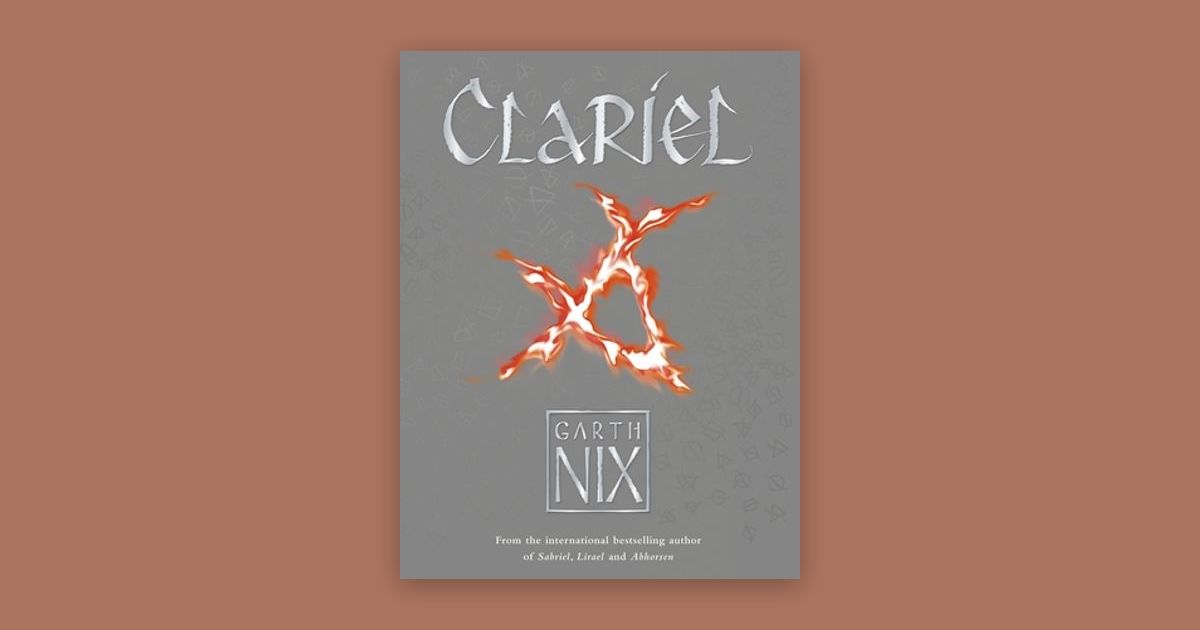 CLARIEL
GARTH
NIX
From the international bestselling author
of Sabriel, Lirael and Abhorsen